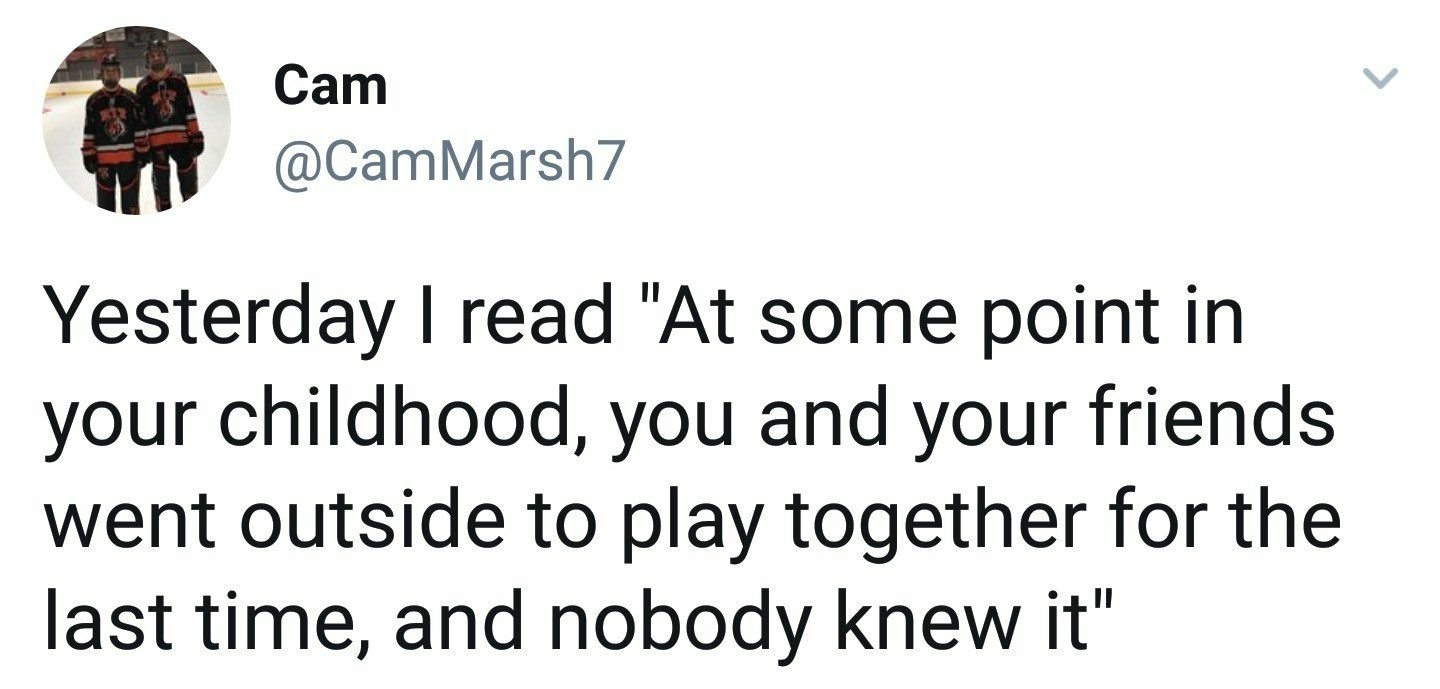 Cam
@CamMarsh7
Yesterday I read "At some point in
your childhood, you and your friends
went outside to play together for the
last time, and nobody knew it"